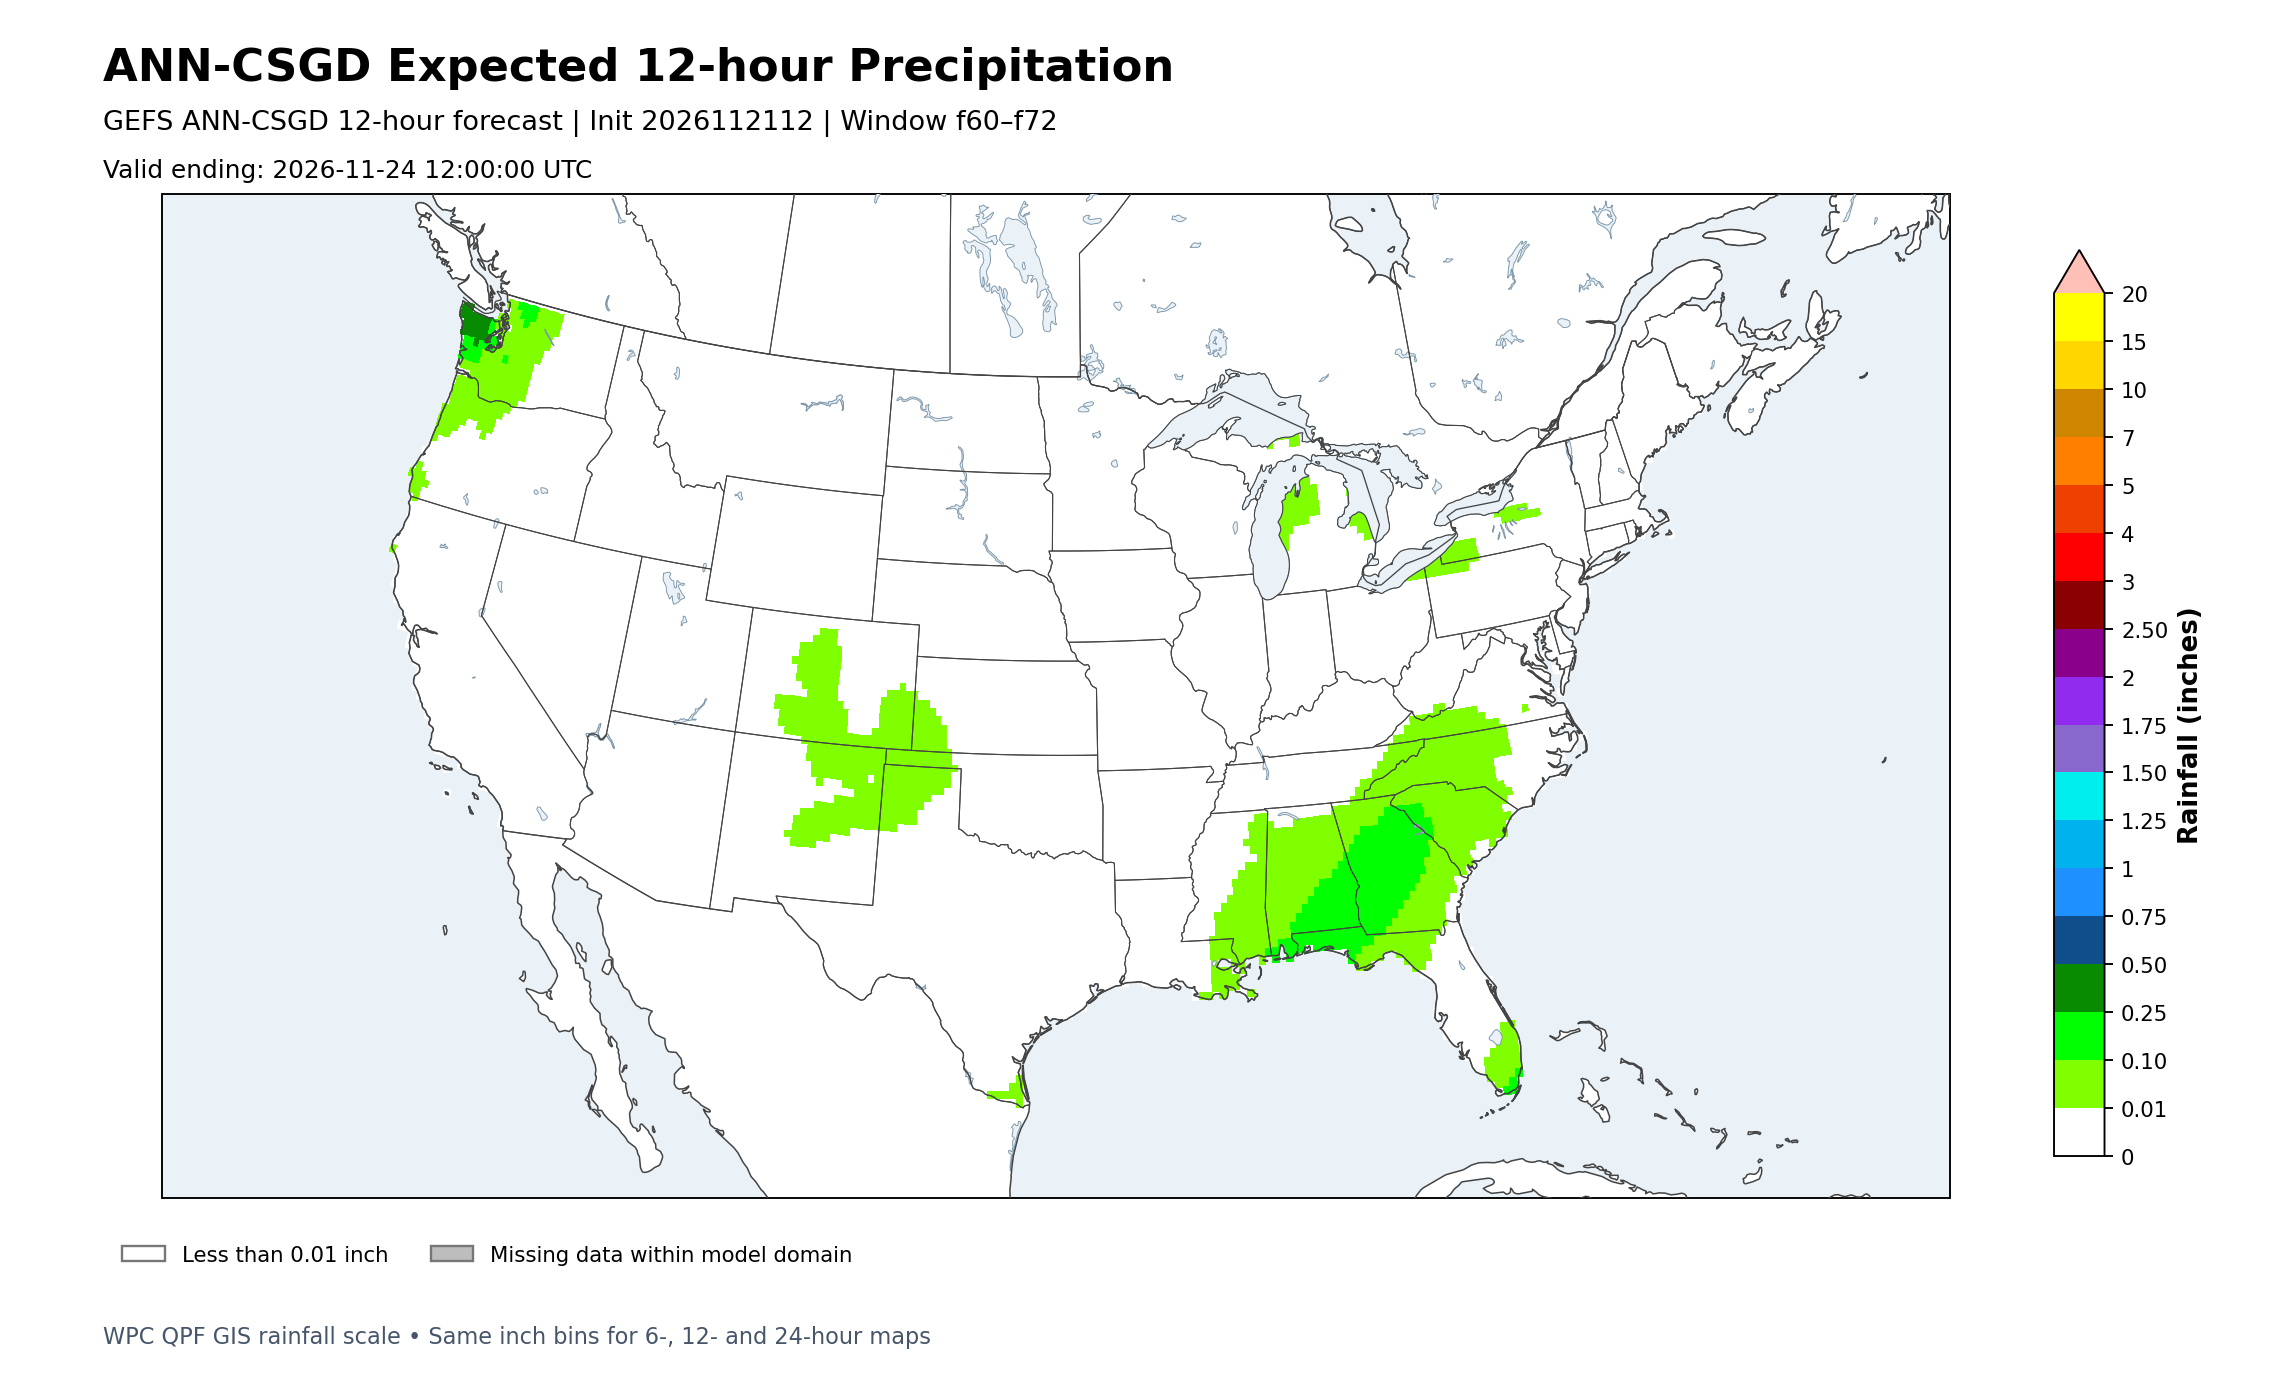 ANN-CSGD Expected 12-hour Precipitation
GEFS ANN-CSGD 12-hour forecast | Init 2026112112 | Window f60–f72
Valid ending: 2026-11-24 12:00:00 UTC
20
15
10
7
5
4
3
2.50
2
1.75
1.50
1.25
1
0.75
0.50
0.25
0.10
0.01
0
Rainfall (inches)
Less than 0.01 inch
Missing data within model domain
WPC QPF GIS rainfall scale • Same inch bins for 6-, 12- and 24-hour maps